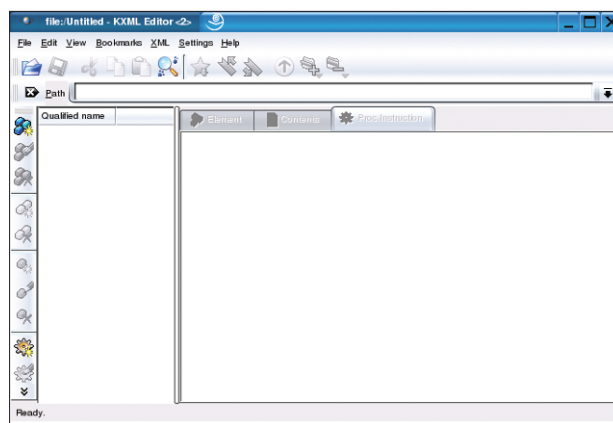 file:/Untitled - KXML Editor <2>
File Edit View Bookmarks XML Settings Help
Path
Qualified name
Element Contents Proc.Instruction
Ready.